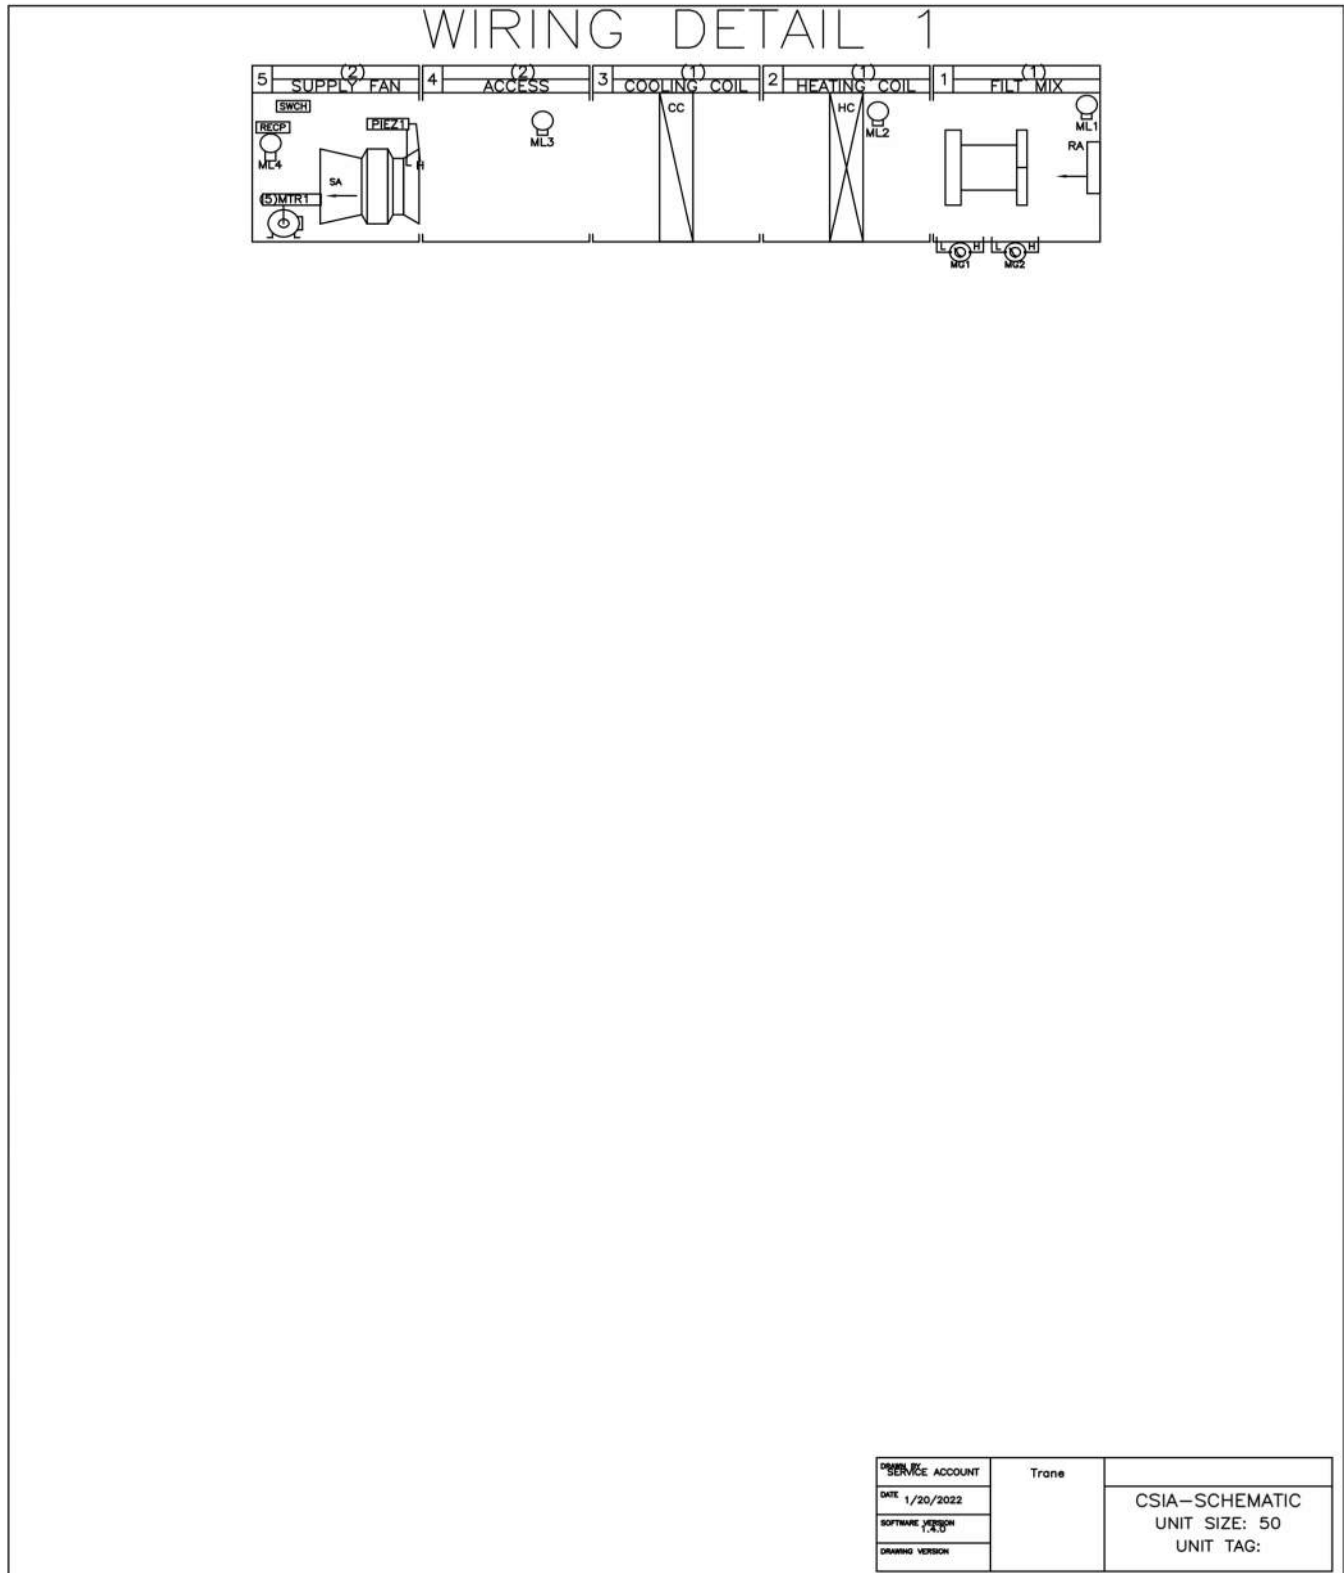 WIRING DETAIL 1
5 (2) SUPPLY FAN
4 (2) ACCESS
3 (1) COOLING COIL
2 (1) HEATING COIL
1 (1) FILT MIX
SWCH
RECP
ML4
PIEZ1
H
SA
(5)MTR1
ML3
CC
HC
ML2
ML1
RA
L H
MG1
L H
MG2
DRAWN BY
SERVICE ACCOUNT
DATE 1/20/2022
SOFTWARE VERSION
1.4.0
DRAWING VERSION
Trane
CSIA-SCHEMATIC
UNIT SIZE: 50
UNIT TAG: